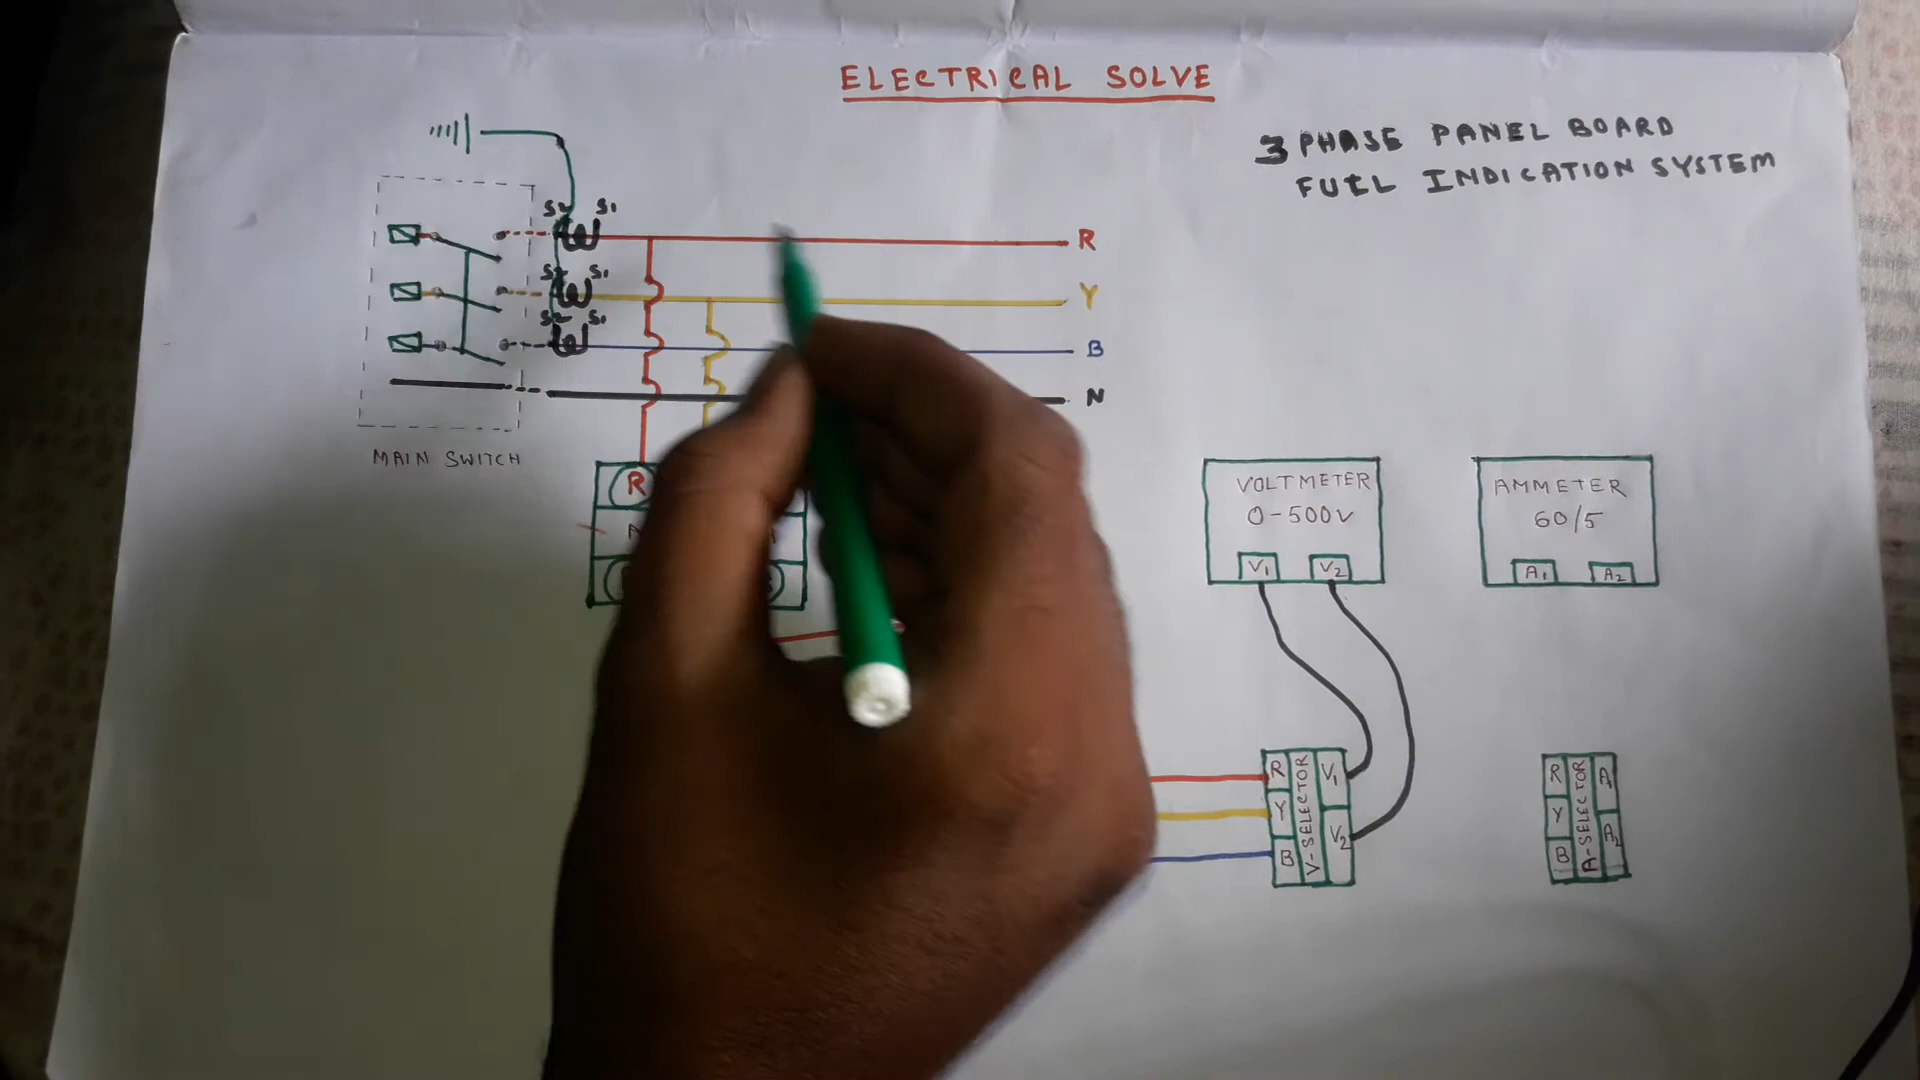 ELECTRICAL SOLVE
3 PHASE PANEL BOARD
FULL INDICATION SYSTEM
S2 S1
R
S2 S1
Y
S2 S1
B
N
MAIN SWITCH
R
N
VOLTMETER
0-500V
V1 V2
AMMETER
60/5
A1 A2
R
Y
B
V-SELECTOR
V1
V2
R
Y
B
A-SELECTOR
A1
A2